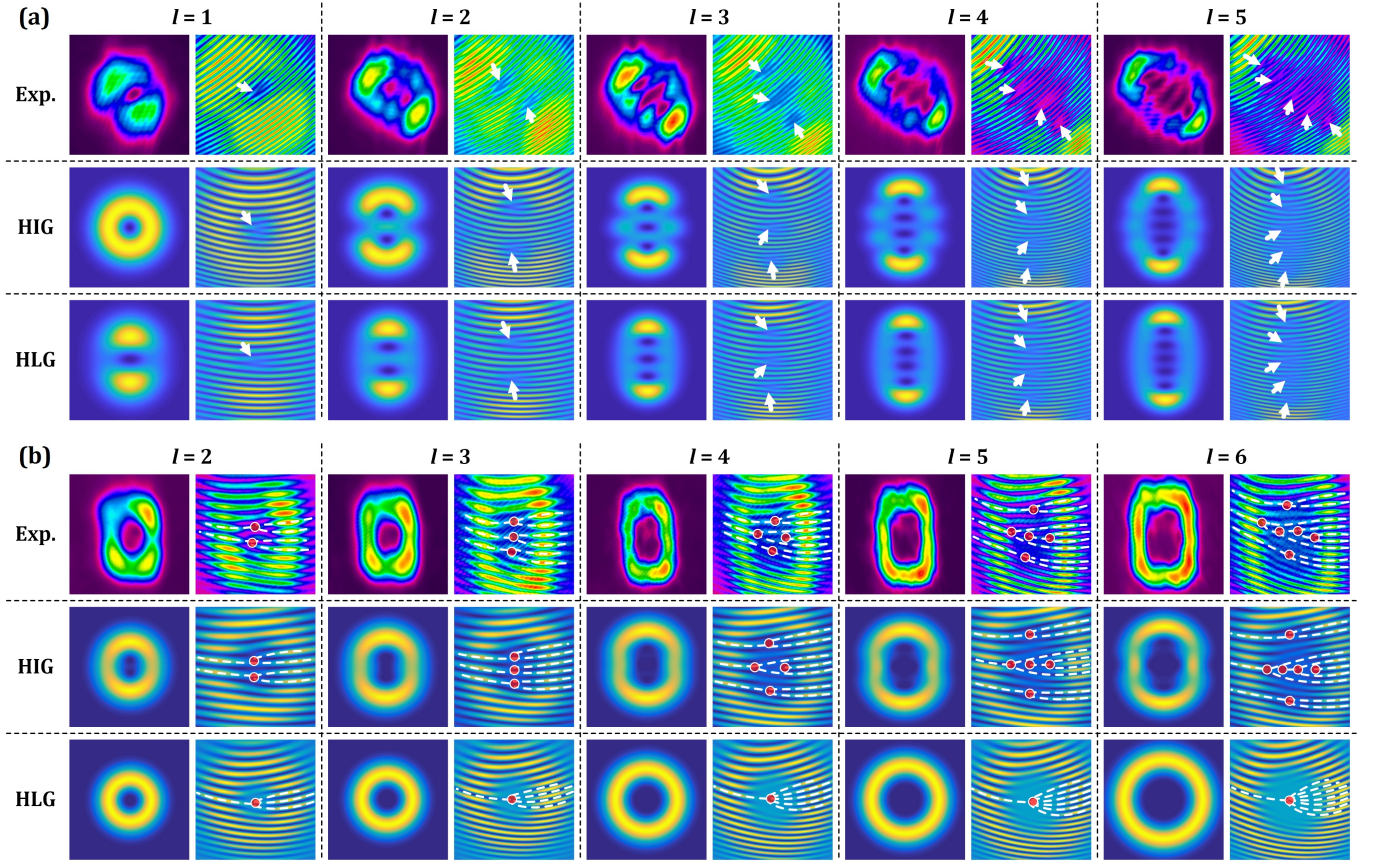 (a) l = 1 l = 2 l = 3 l = 4 l = 5
Exp.
HIG
HLG
(b) l = 2 l = 3 l = 4 l = 5 l = 6
Exp.
HIG
HLG